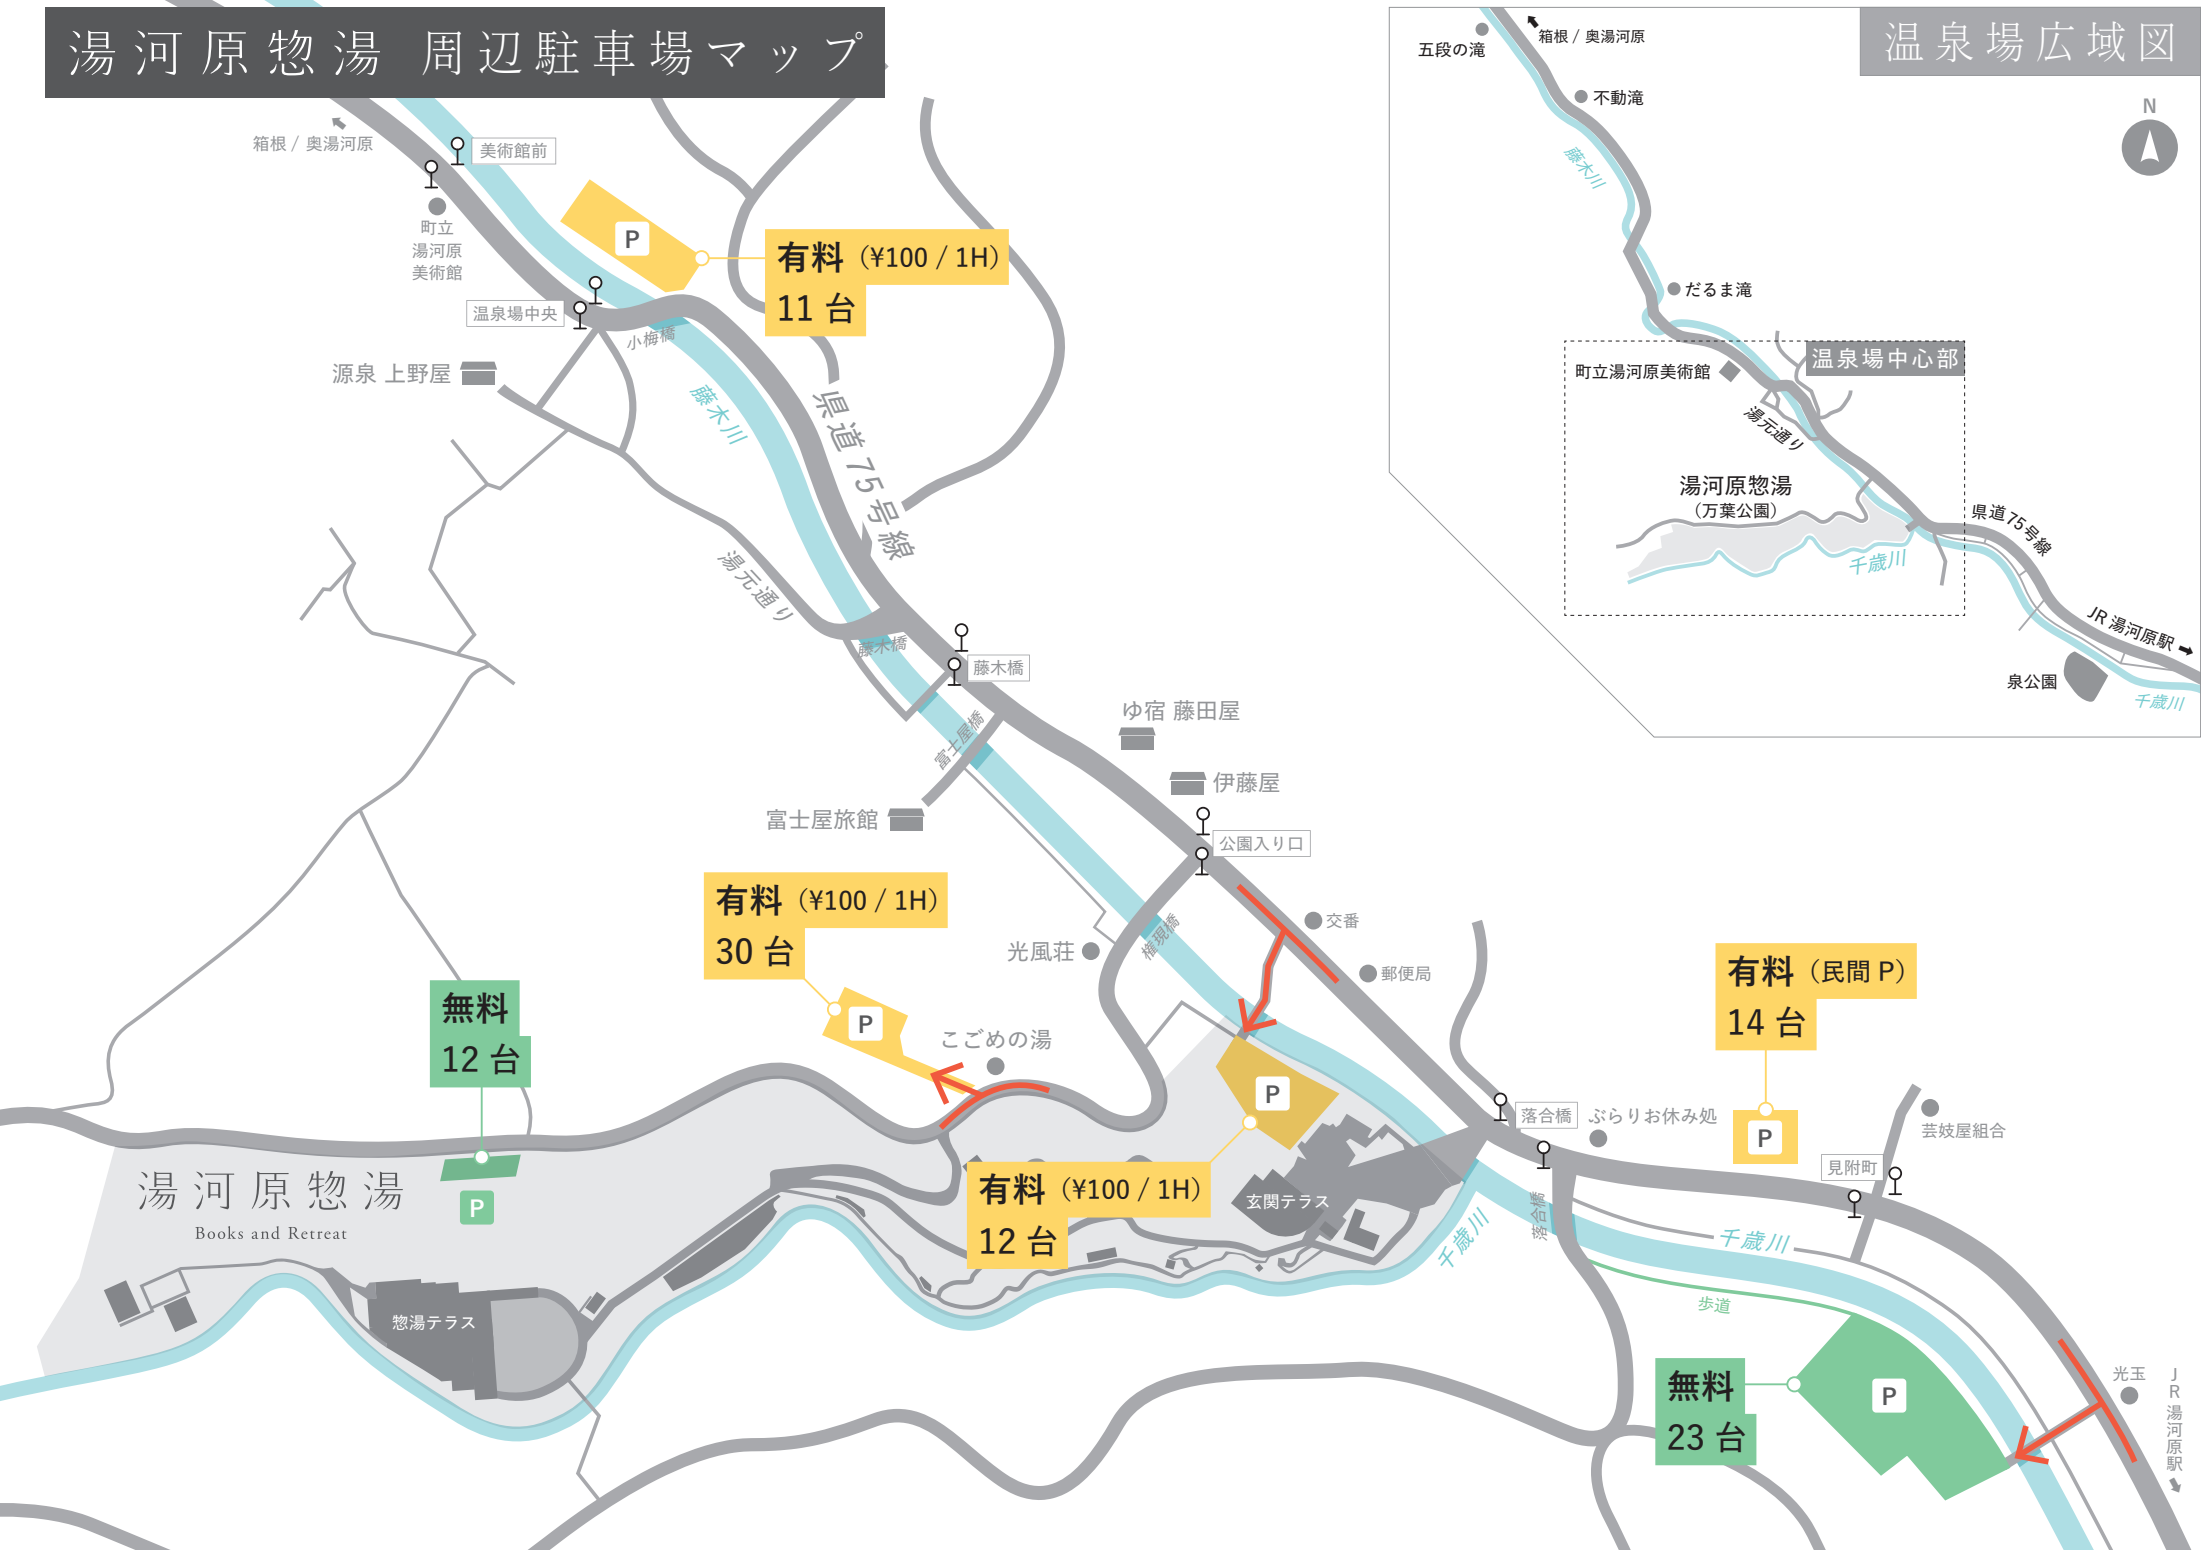 湯河原惣湯 周辺駐車場マップ
箱根 / 奥湯河原
美術館前
町立
湯河原
美術館
温泉場中央
小梅橋
源泉 上野屋
P
有料（¥100 / 1H）
11 台
藤木川
県道75号線
湯元通り
藤木橋
藤木橋
富士屋橋
富士屋旅館
ゆ宿 藤田屋
伊藤屋
公園入り口
権現橋
光風荘
交番
郵便局
有料（¥100 / 1H）
30 台
P
こごめの湯
無料
12 台
P
湯河原惣湯
Books and Retreat
惣湯テラス
有料（¥100 / 1H）
12 台
P
玄関テラス
千歳川
落合橋
落合橋
ぶらりお休み処
有料（民間 P）
14 台
P
見附町
芸妓屋組合
千歳川
歩道
無料
23 台
P
光玉
JR湯河原駅
温泉場広域図
N
箱根 / 奥湯河原
五段の滝
不動滝
藤木川
だるま滝
温泉場中心部
町立湯河原美術館
湯元通り
湯河原惣湯
（万葉公園）
千歳川
県道75号線
JR 湯河原駅
泉公園
千歳川